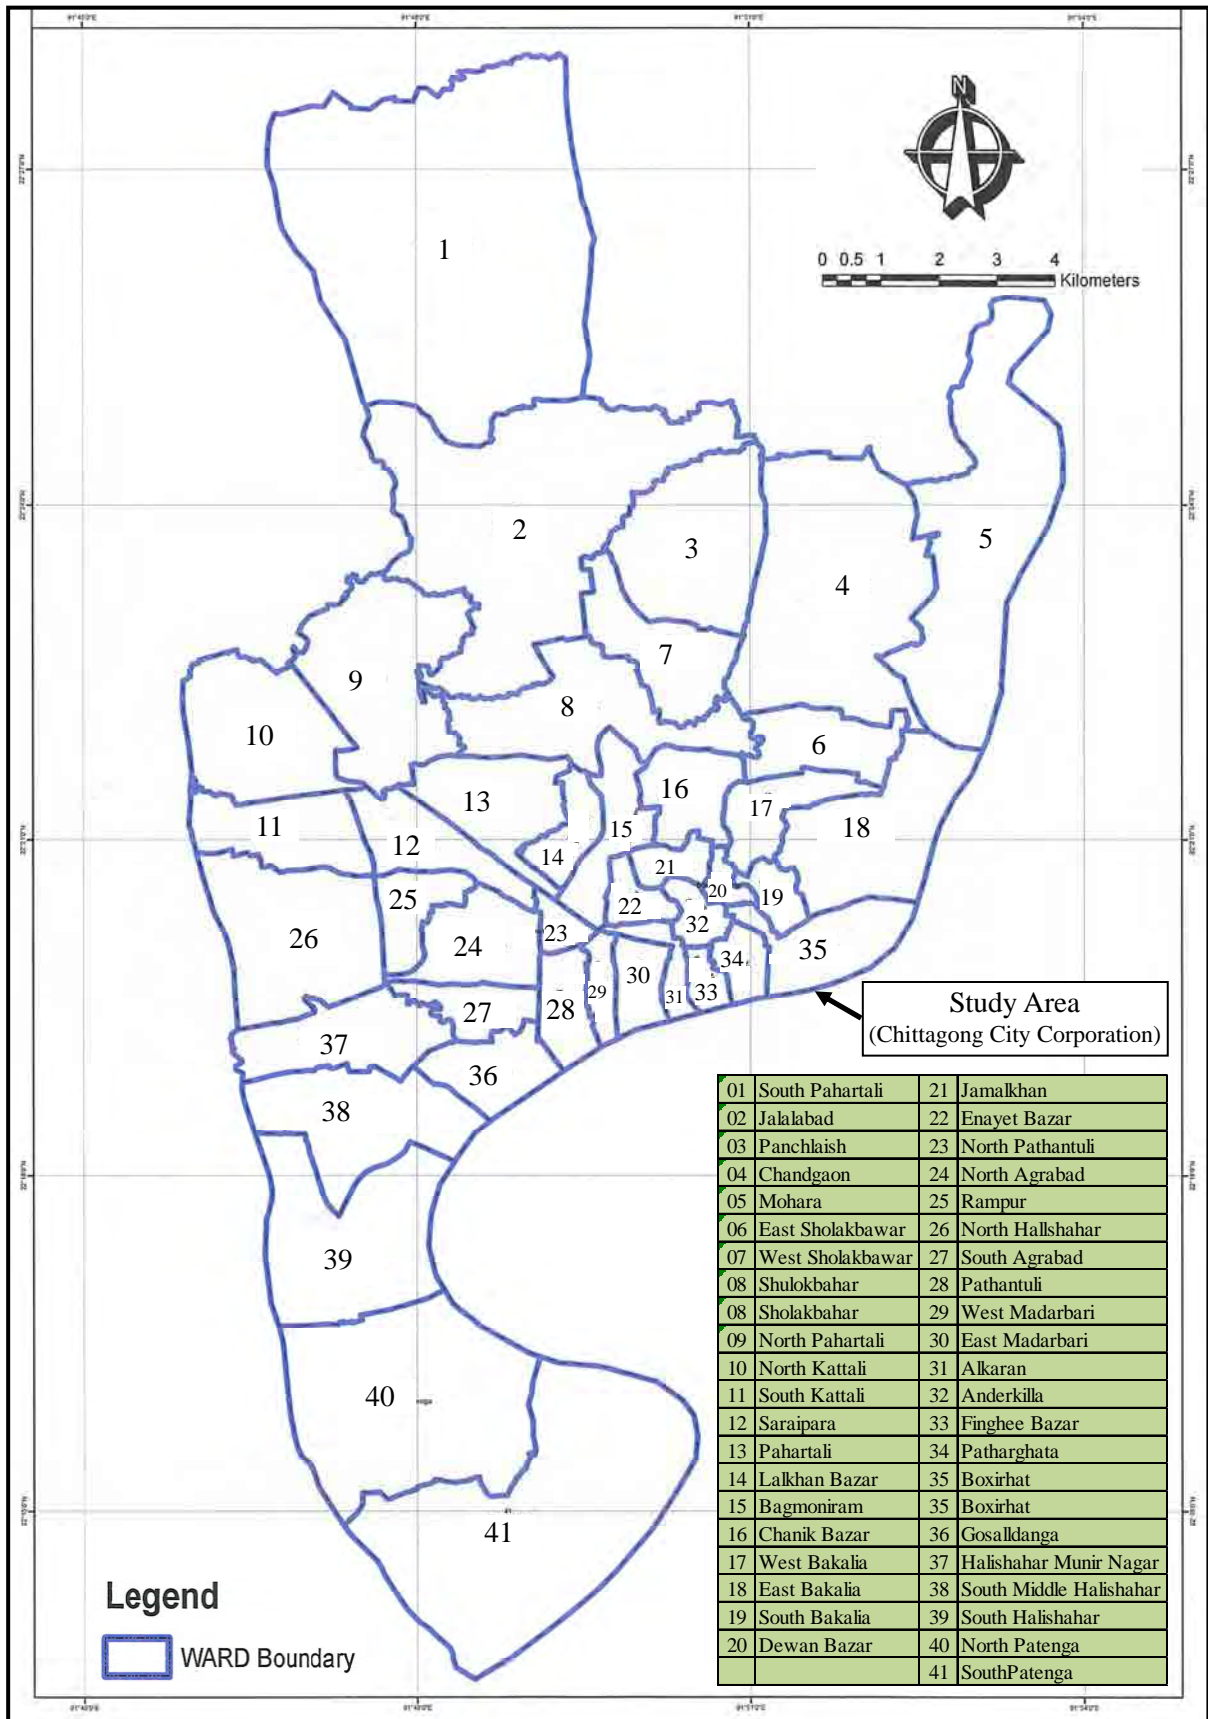 N
0 0.5 1 2 3 4
Kilometers
1
2
3
4
5
6
7
8
9
10
11
12
13
14
15
16
17
18
19
20
21
22
23
24
25
26
27
28
29
30
31
32
33
34
35
36
37
38
39
40
41
Study Area
(Chittagong City Corporation)
01 South Pahartali 21 Jamalkhan
02 Jalalabad 22 Enayet Bazar
03 Panchlaish 23 North Pathantuli
04 Chandgaon 24 North Agrabad
05 Mohara 25 Rampur
06 East Sholakbawar 26 North Hallshahar
07 West Sholakbawar 27 South Agrabad
08 Shulokbahar 28 Pathantuli
08 Sholakbahar 29 West Madarbari
09 North Pahartali 30 East Madarbari
10 North Kattali 31 Alkaran
11 South Kattali 32 Anderkilla
12 Saraipara 33 Finghee Bazar
13 Pahartali 34 Patharghata
14 Lalkhan Bazar 35 Boxirhat
15 Bagmoniram 35 Boxirhat
16 Chanik Bazar 36 Gosalldanga
17 West Bakalia 37 Halishahar Munir Nagar
18 East Bakalia 38 South Middle Halishahar
19 South Bakalia 39 South Halishahar
20 Dewan Bazar 40 North Patenga
41 SouthPatenga
Legend
WARD Boundary